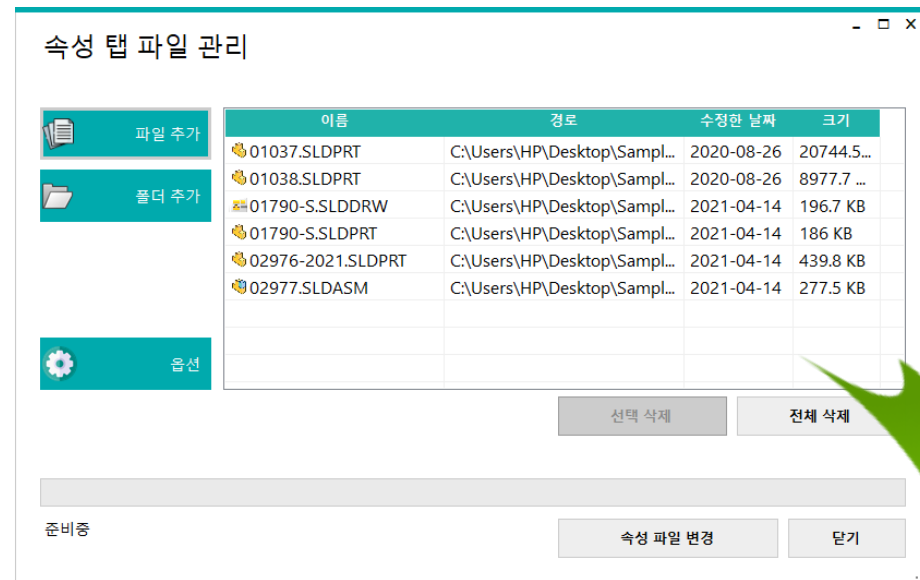 속성 탭 파일 관리
파일 추가
폴더 추가
옵션
이름 경로 수정한 날짜 크기
01037.SLDPRT C:\Users\HP\Desktop\Sampl... 2020-08-26 20744.5...
01038.SLDPRT C:\Users\HP\Desktop\Sampl... 2020-08-26 8977.7 ...
01790-S.SLDDRW C:\Users\HP\Desktop\Sampl... 2021-04-14 196.7 KB
01790-S.SLDPRT C:\Users\HP\Desktop\Sampl... 2021-04-14 186 KB
02976-2021.SLDPRT C:\Users\HP\Desktop\Sampl... 2021-04-14 439.8 KB
02977.SLDASM C:\Users\HP\Desktop\Sampl... 2021-04-14 277.5 KB
선택 삭제 전체 삭제
준비중
속성 파일 변경 닫기